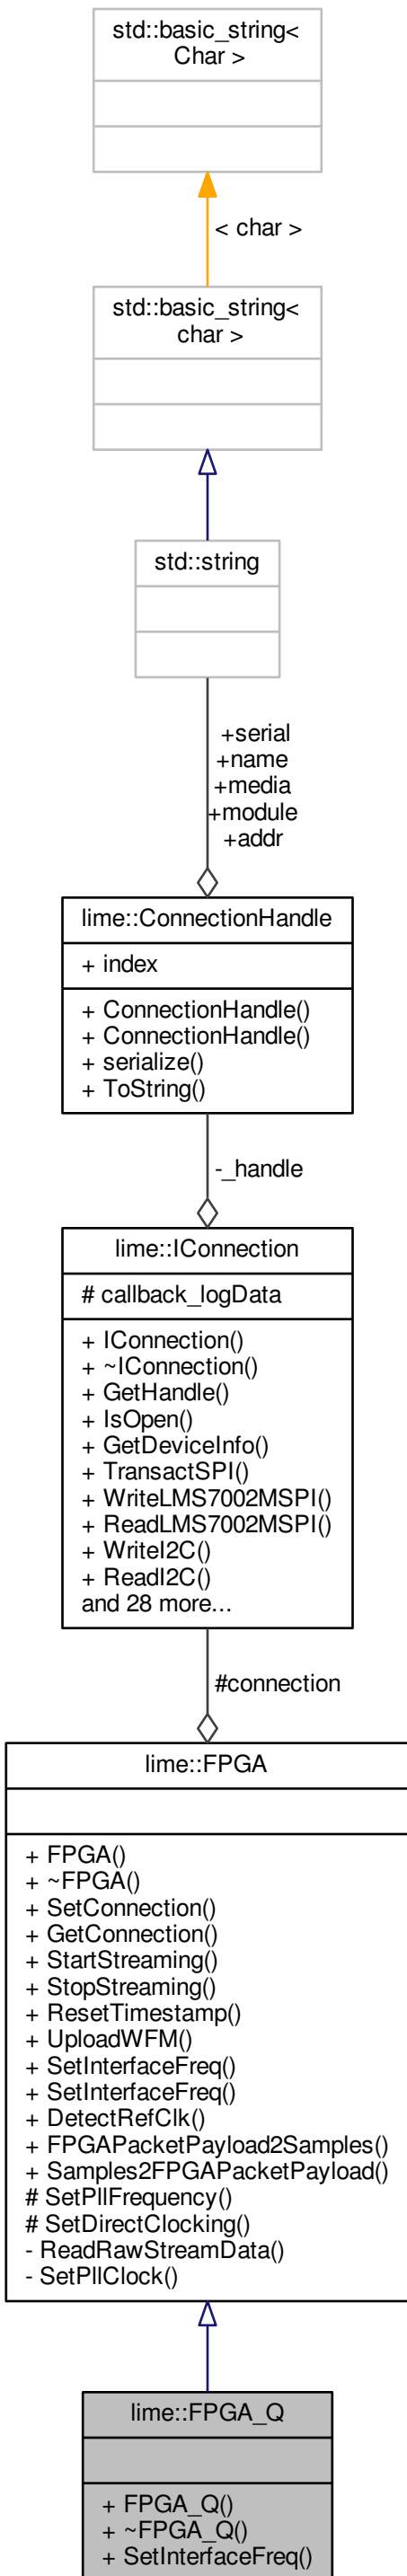 std::basic_string<
Char >
< char >
std::basic_string<
char >
std::string
+serial
+name
+media
+module
+addr
lime::ConnectionHandle
+ index
+ ConnectionHandle()
+ ConnectionHandle()
+ serialize()
+ ToString()
-_handle
lime::IConnection
# callback_logData
+ IConnection()
+ ~IConnection()
+ GetHandle()
+ IsOpen()
+ GetDeviceInfo()
+ TransactSPI()
+ WriteLMS7002MSPI()
+ ReadLMS7002MSPI()
+ WriteI2C()
+ ReadI2C()
and 28 more...
#connection
lime::FPGA
+ FPGA()
+ ~FPGA()
+ SetConnection()
+ GetConnection()
+ StartStreaming()
+ StopStreaming()
+ ResetTimestamp()
+ UploadWFM()
+ SetInterfaceFreq()
+ SetInterfaceFreq()
+ DetectRefClk()
+ FPGAPacketPayload2Samples()
+ Samples2FPGAPacketPayload()
# SetPllFrequency()
# SetDirectClocking()
- ReadRawStreamData()
- SetPllClock()
lime::FPGA_Q
+ FPGA_Q()
+ ~FPGA_Q()
+ SetInterfaceFreq()